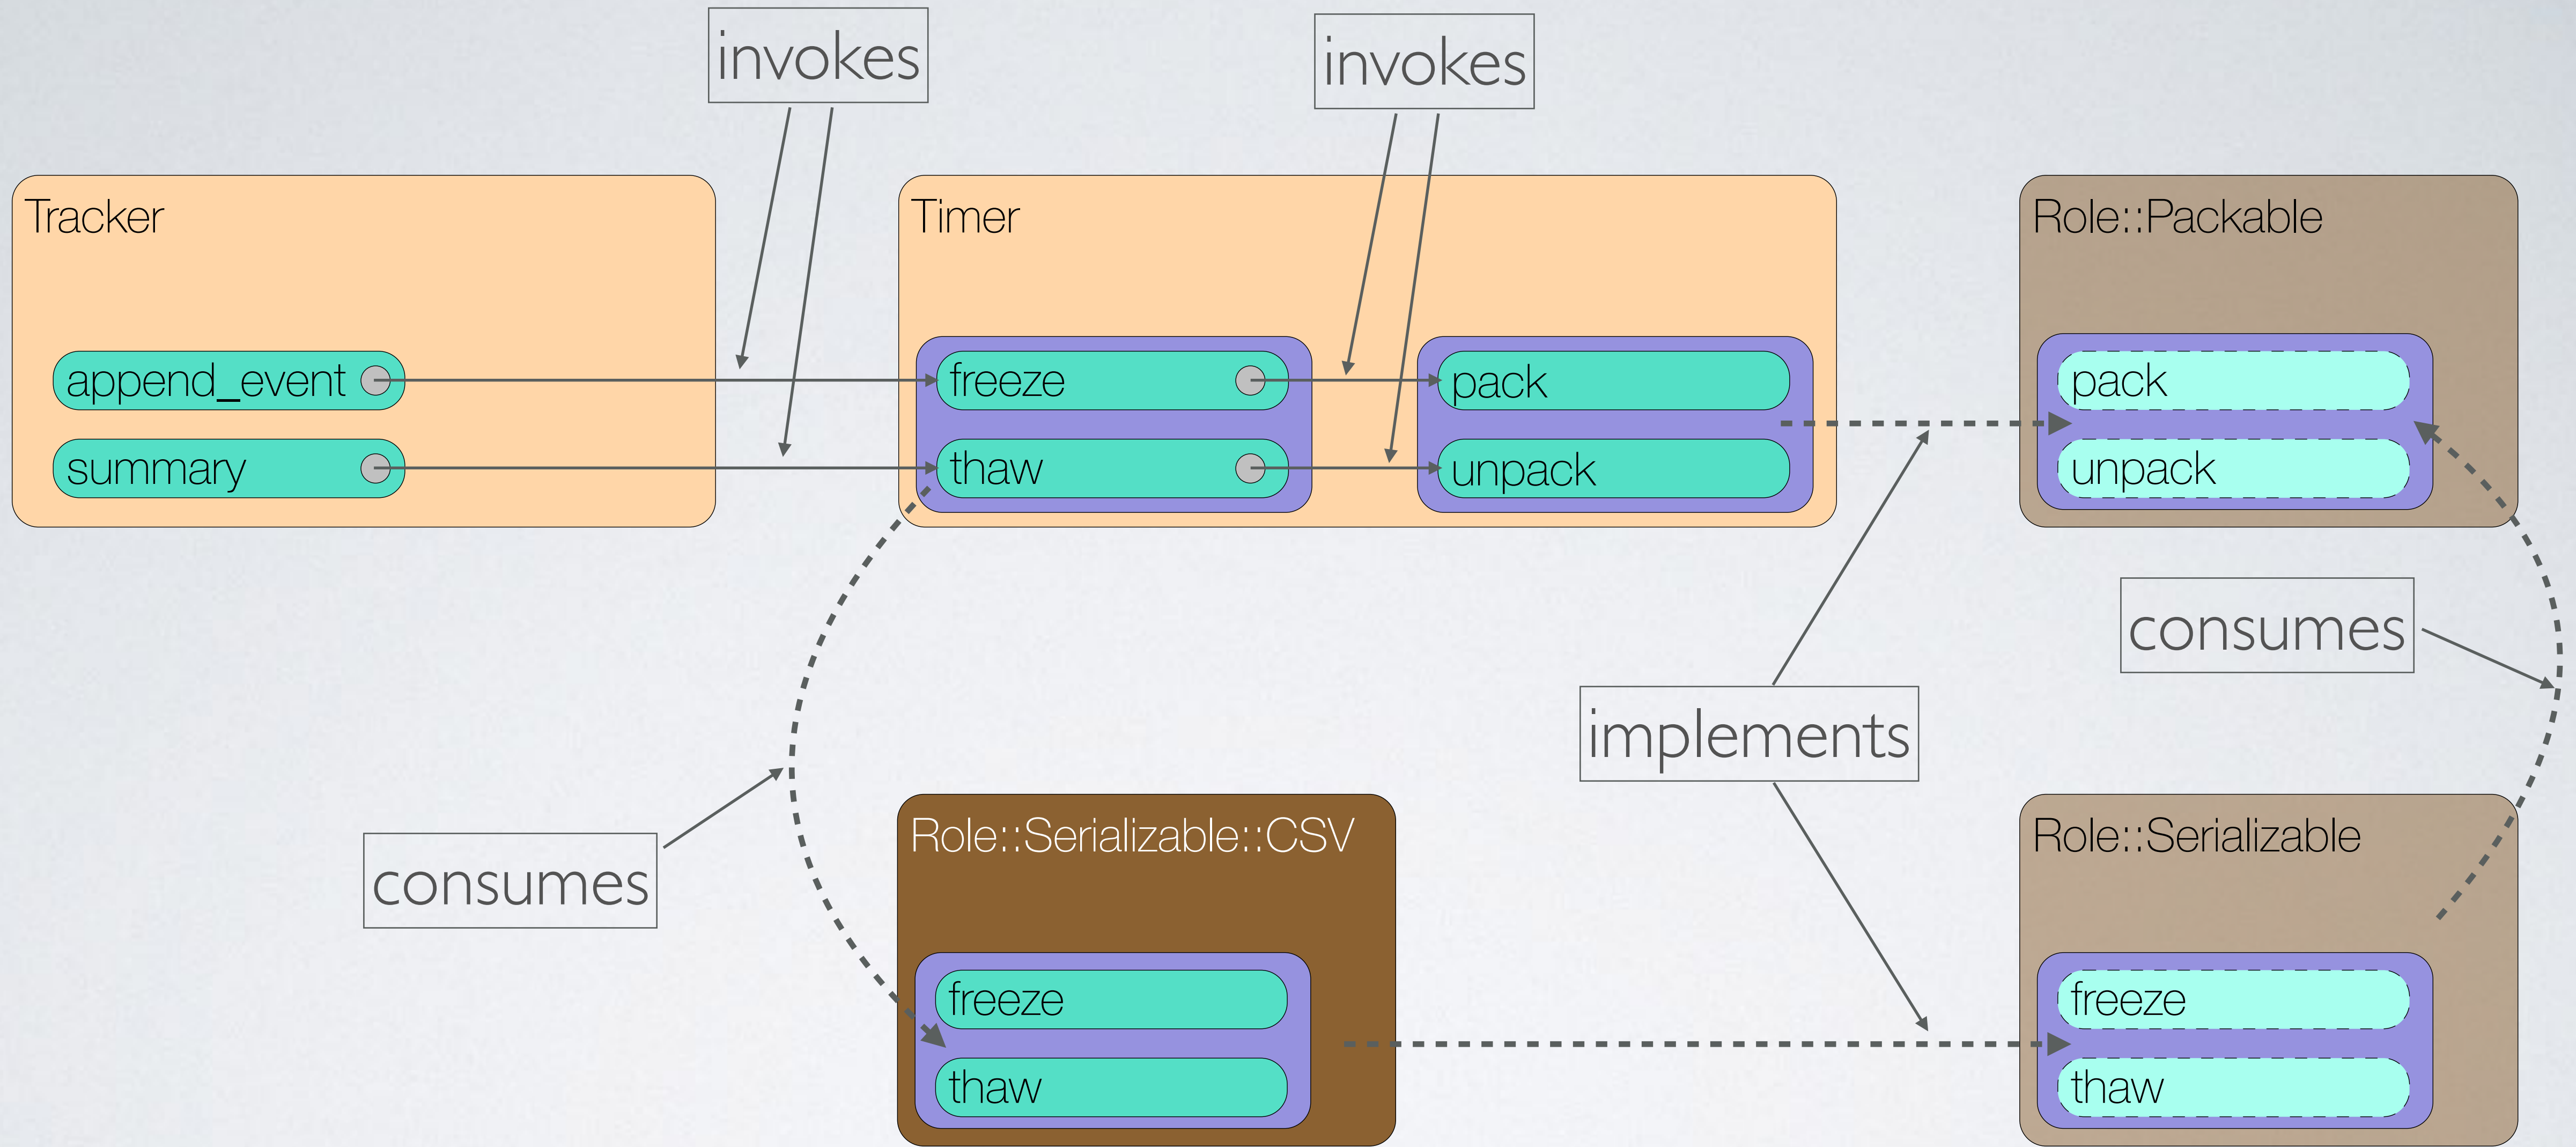 invokes
invokes
Tracker
append_event
summary
Timer
freeze
thaw
pack
unpack
Role::Packable
pack
unpack
consumes
implements
consumes
Role::Serializable::CSV
freeze
thaw
Role::Serializable
freeze
thaw